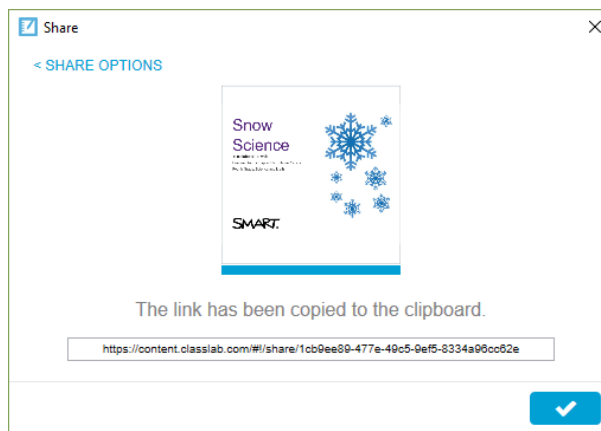 Share
< SHARE OPTIONS
Snow
Science
SMART.
The link has been copied to the clipboard.
https://content.classlab.com/#!/share/1cb9ee89-477e-49c5-9ef5-8334a96cc62e